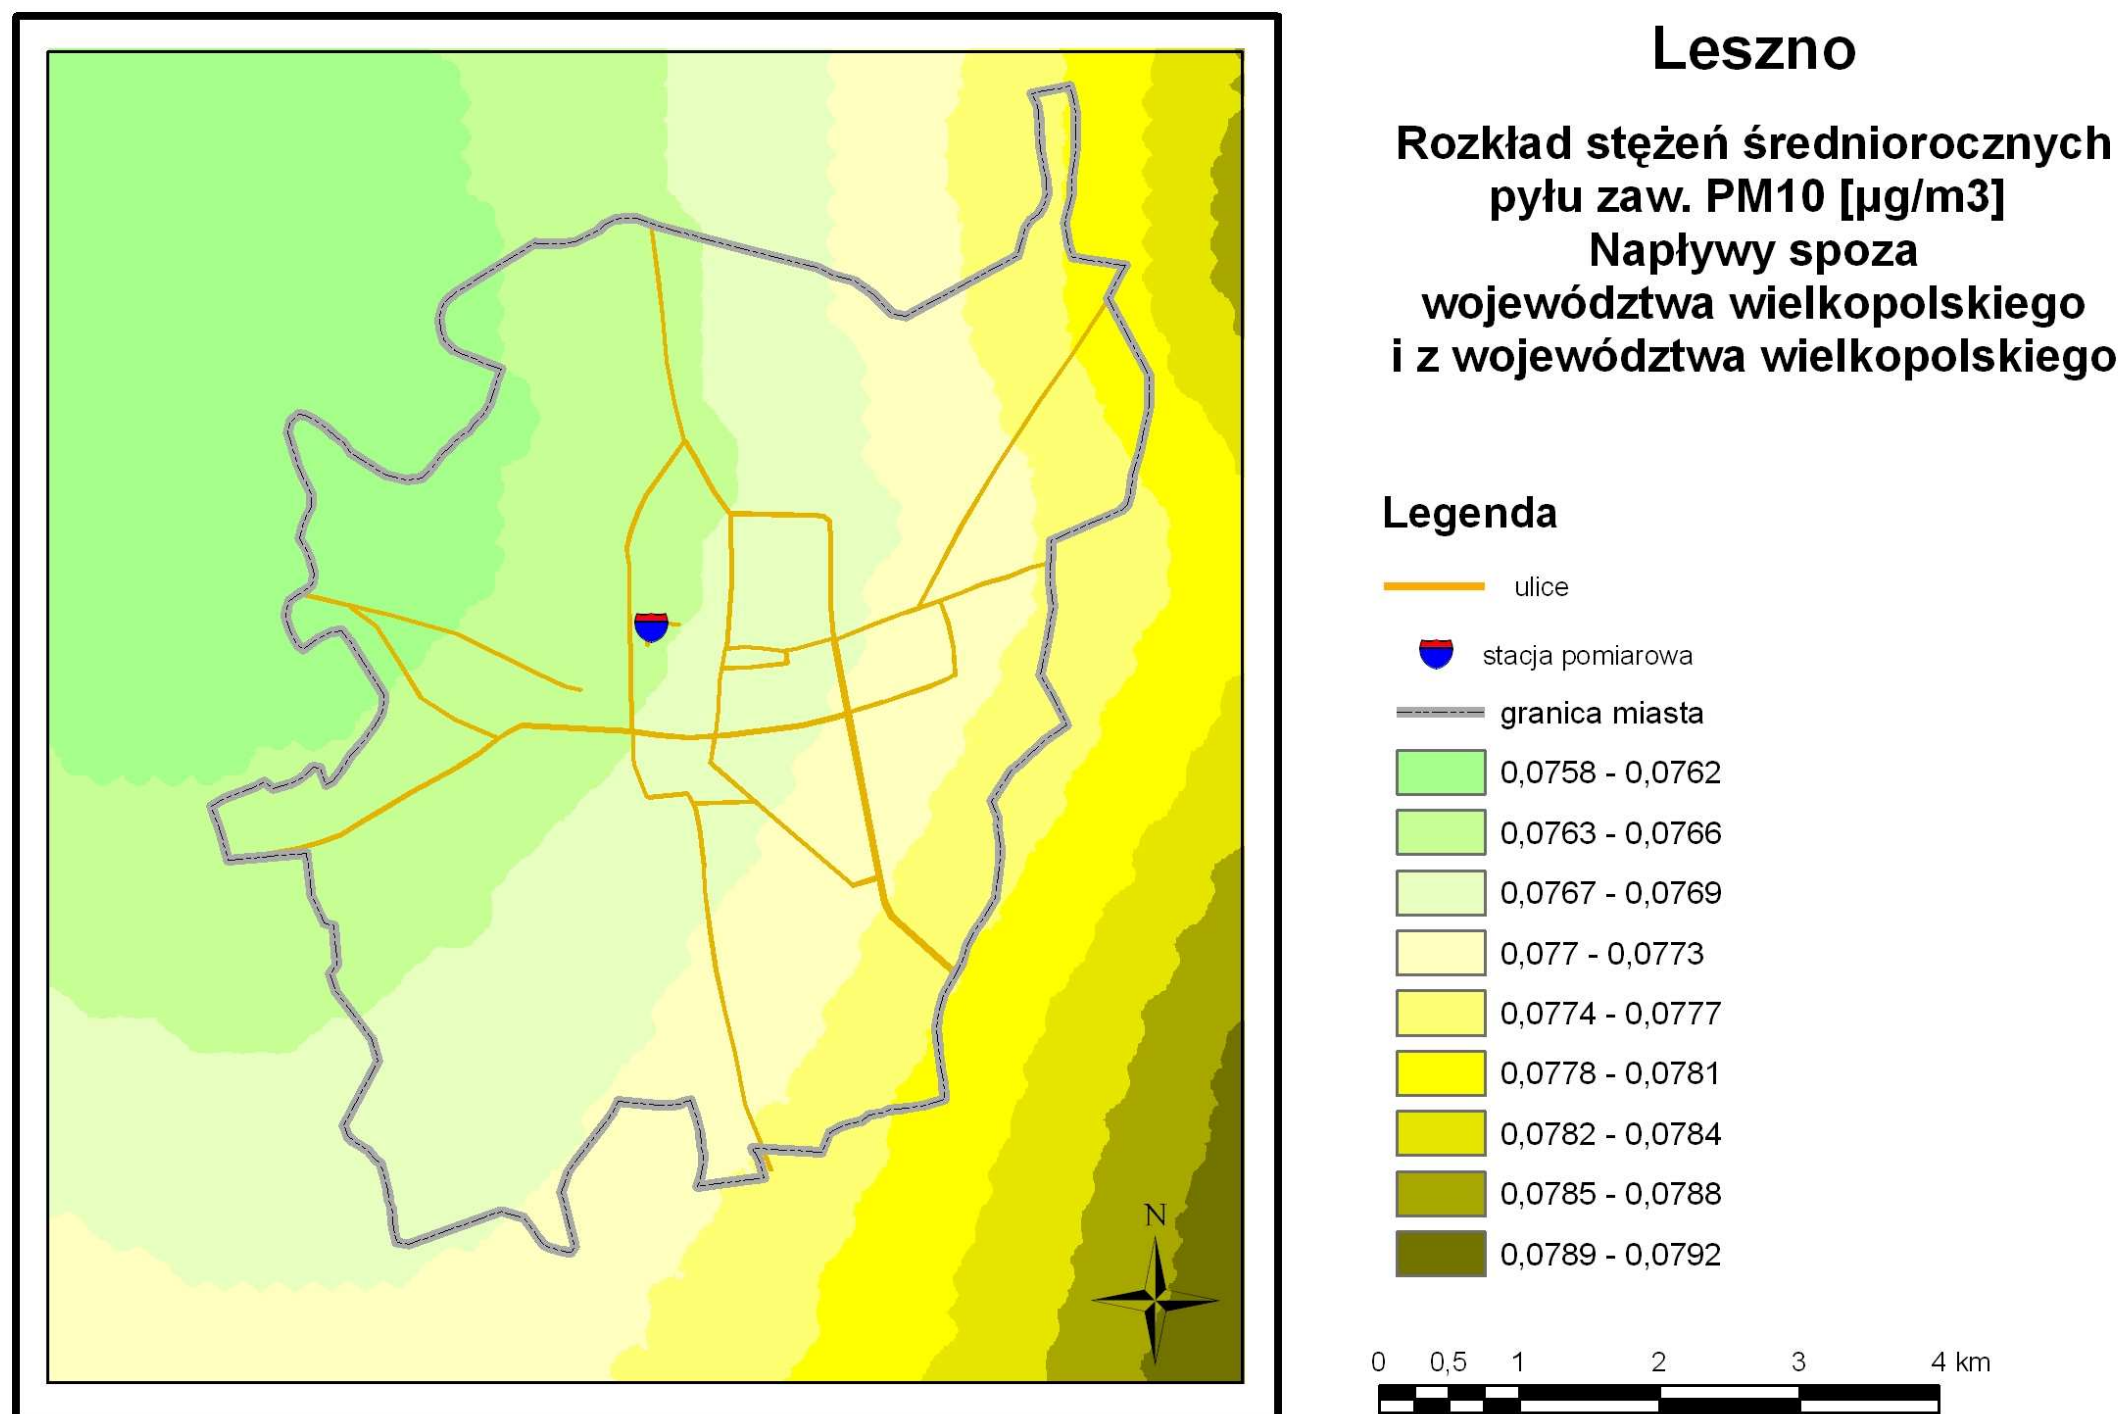 Leszno
Rozkład stężeń średniorocznych
pyłu zaw. PM10 [µg/m3]
Napływy spoza
województwa wielkopolskiego
i z województwa wielkopolskiego
Legenda
ulice
stacja pomiarowa
granica miasta
0,0758 - 0,0762
0,0763 - 0,0766
0,0767 - 0,0769
0,077 - 0,0773
0,0774 - 0,0777
0,0778 - 0,0781
0,0782 - 0,0784
0,0785 - 0,0788
0,0789 - 0,0792
N
0 0,5 1 2 3 4 km